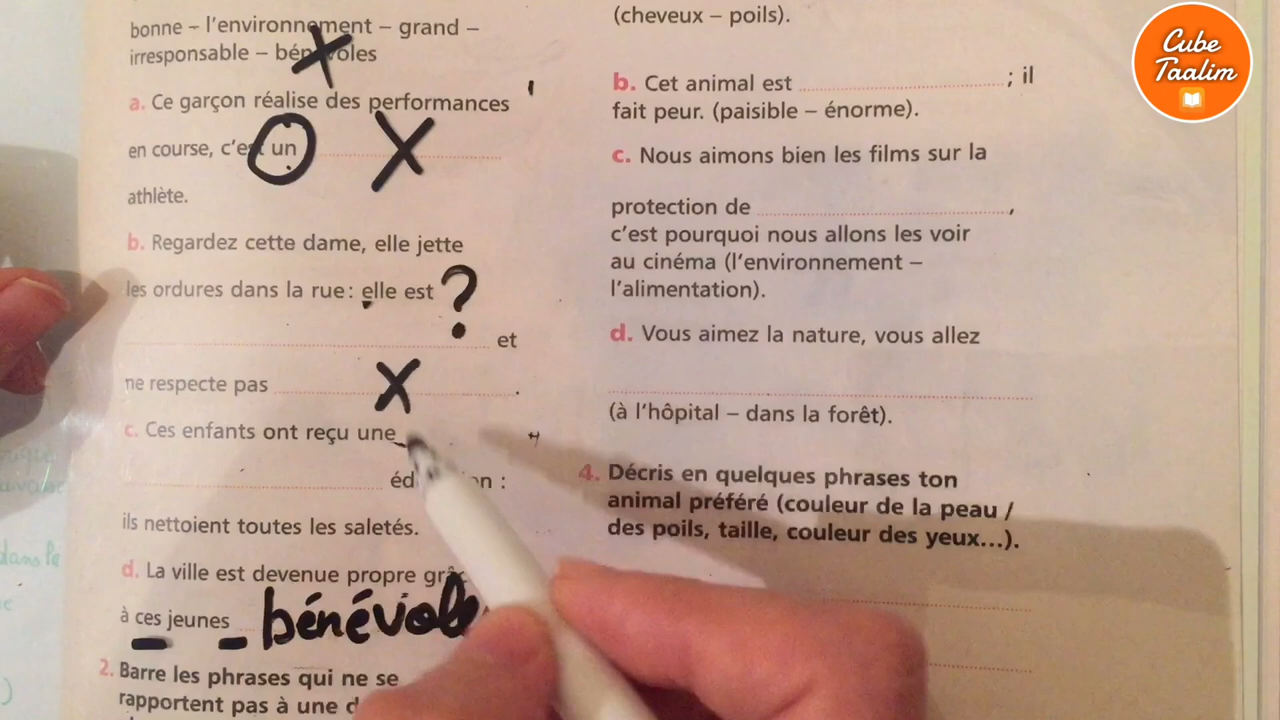 bonne – l'environnement – grand –
irresponsable – bénévoles
a. Ce garçon réalise des performances
en course, c'est un
athlète.
b. Regardez cette dame, elle jette
les ordures dans la rue : elle est ?
et
ne respecte pas .
c. Ces enfants ont reçu une
:
ils nettoient toutes les saletés.
d. La ville est devenue propre
à ces jeunes bénévole
2. Barre les phrases qui ne se
rapportent pas à une
(cheveux – poils).
b. Cet animal est ; il
fait peur. (paisible – énorme).
c. Nous aimons bien les films sur la
protection de ,
c'est pourquoi nous allons les voir
au cinéma (l'environnement –
l'alimentation).
d. Vous aimez la nature, vous allez
(à l'hôpital – dans la forêt).
4. Décris en quelques phrases ton
animal préféré (couleur de la peau /
des poils, taille, couleur des yeux...).
Cube
Taalim